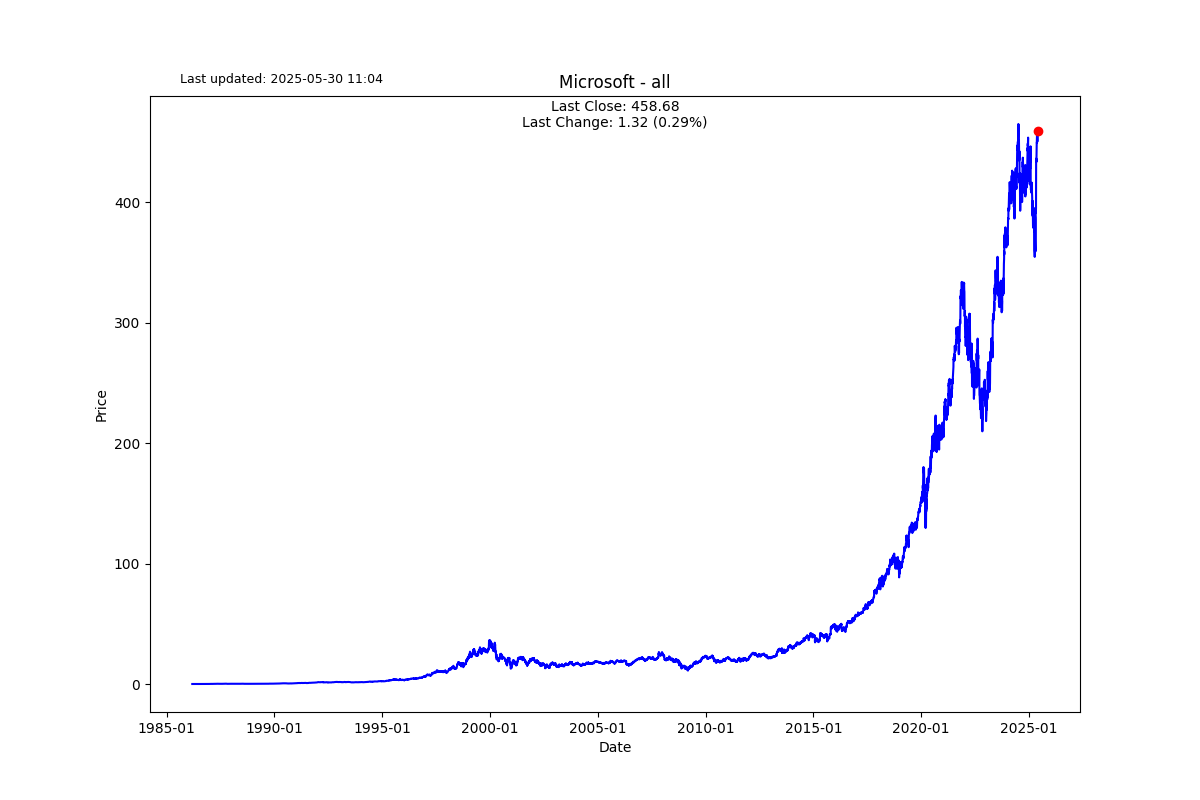 Last updated: 2025-05-30 11:04
Microsoft - all
Last Close: 458.68
Last Change: 1.32 (0.29%)
400
300
200
100
0
Price
1985-01 1990-01 1995-01 2000-01 2005-01 2010-01 2015-01 2020-01 2025-01
Date